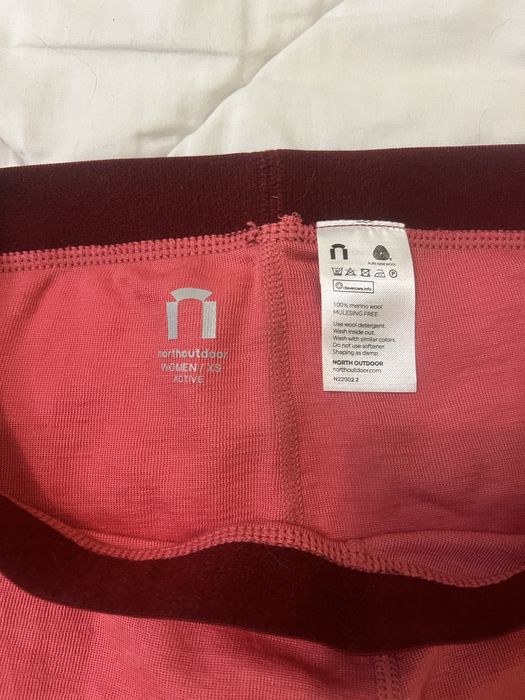 northoutdoor
WOMEN / XS
ACTIVE
PURE NEW WOOL
clevercare.info
100% merino wool
MULESING FREE
Use wool detergent.
Wash inside out.
Wash with similar colors.
Do not use softener.
Shaping as damp.
NORTH OUTDOOR
northoutdoor.com
N22002 2